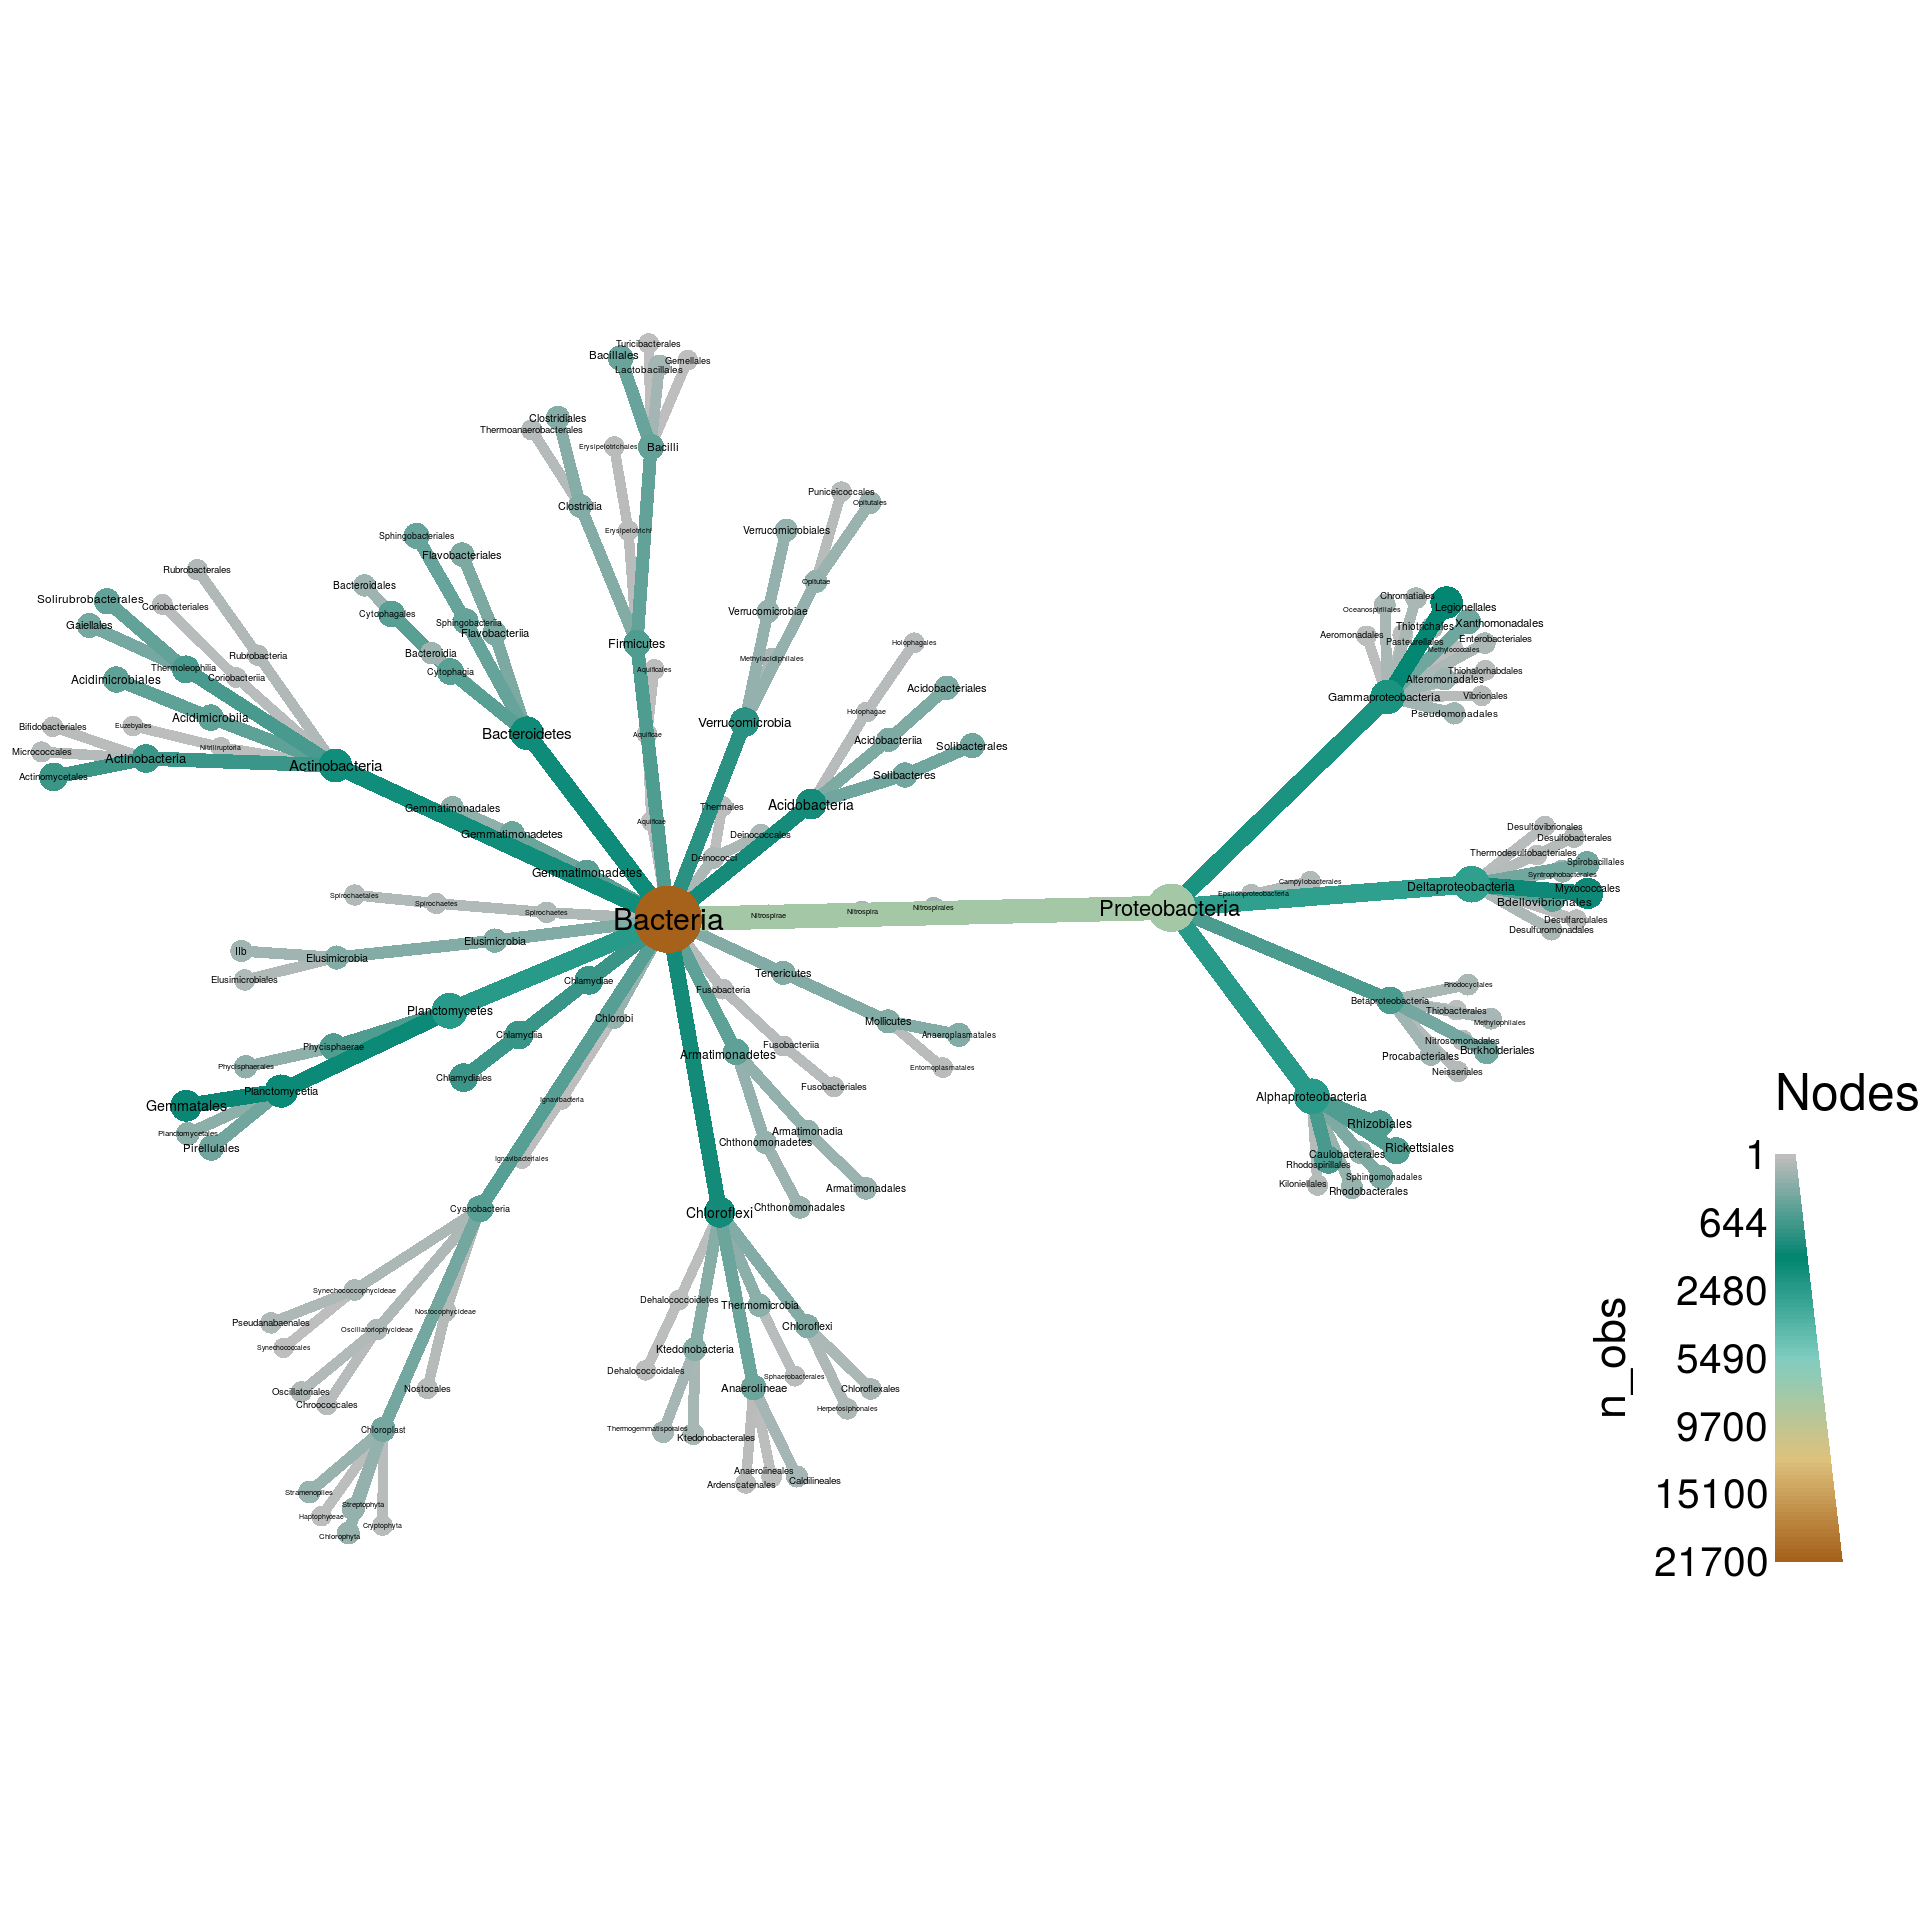 Turicibacterales
Bacillales
Gemellales
Lactobacillales
Clostridiales
Thermoanaerobacterales
Erysipelotrichales
Bacilli
Puniceicoccales
Opitutales
Clostridia
Erysipelotrichi
Verrucomicrobiales
Sphingobacteriales
Flavobacteriales
Rubrobacterales
Opitutae
Bacteroidales
Solirubrobacterales
Coriobacteriales
Cytophagales
Verrucomicrobiae
Gaiellales
Sphingobacteriia
Flavobacteriia
Firmicutes
Holophagales
Rubrobacteria
Bacteroidia
Methylacidiphilales
Thermoleophilia
Coriobacteriia
Cytophagia
Aquificales
Acidimicrobiales
Acidobacteriales
Acidimicrobiia
Holophagae
Verrucomicrobia
Bifidobacteriales
Euzebyales
Bacteroidetes
Aquificae
Acidobacteriia
Solibacterales
Nitriliruptoria
Micrococcales
Actinobacteria
Actinobacteria
Actinomycetales
Solibacteres
Gemmatimonadales
Thermales
Acidobacteria
Gemmatimonadetes
Aquificae
Deinococcales
Deinococci
Gemmatimonadetes
Spirochaetales
Spirochaetes
Spirochaetes
Bacteria
Nitrospirae
Nitrospira
Nitrospirales
Proteobacteria
Elusimicrobia
IIb
Elusimicrobia
Elusimicrobiales
Chlamydiae
Tenericutes
Fusobacteria
Planctomycetes
Chlorobi
Mollicutes
Chlamydiia
Anaeroplasmatales
Phycisphaerae
Fusobacteriia
Armatimonadetes
Phycisphaerales
Entomoplasmatales
Chlamydiales
Fusobacteriales
Planctomycetia
Gemmatales
Ignavibacteria
Planctomycetales
Armatimonadia
Chthonomonadetes
Pirellulales
Ignavibacteriales
Armatimonadales
Cyanobacteria
Chloroflexi
Chthonomonadales
Synechococcophycideae
Dehalococcoidetes
Thermomicrobia
Nostocophycideae
Pseudanabaenales
Oscillatoriophycideae
Chloroflexi
Synechococcales
Ktedonobacteria
Dehalococcoidales
Sphaerobacterales
Oscillatoriales
Nostocales
Anaerolineae
Chloroflexales
Chroococcales
Herpetosiphonales
Chloroplast
Thermogemmatisporales
Ktedonobacterales
Anaerolineales
Ardenscatenales
Caldilineales
Stramenopiles
Streptophyta
Haptophyceae
Cryptophyta
Chlorophyta
Chromatiales
Oceanospirillales
Legionellales
Thiotrichales
Xanthomonadales
Aeromonadales
Pasteurellales
Enterobacteriales
Methylococcales
Thiohalorhabdales
Alteromonadales
Gammaproteobacteria
Vibrionales
Pseudomonadales
Desulfovibrionales
Desulfobacterales
Thermodesulfobacteriales
Spirobacillales
Syntrophobacterales
Campylobacterales
Epsilonproteobacteria
Deltaproteobacteria
Myxococcales
Bdellovibrionales
Desulfarculales
Desulfuromonadales
Rhodocyclales
Betaproteobacteria
Thiobacterales
Methylophilales
Nitrosomonadales
Burkholderiales
Procabacteriales
Neisseriales
Alphaproteobacteria
Rhizobiales
Rickettsiales
Caulobacterales
Rhodospirillales
Sphingomonadales
Kiloniellales
Rhodobacterales
Nodes
1
644
2480
5490
9700
15100
21700
n_obs